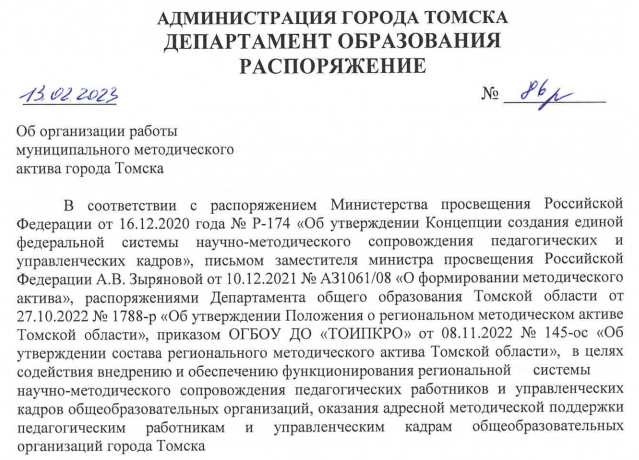 АДМИНИСТРАЦИЯ ГОРОДА ТОМСКА
ДЕПАРТАМЕНТ ОБРАЗОВАНИЯ
РАСПОРЯЖЕНИЕ
13.02.2023 № 86р
Об организации работы
муниципального методического
актива города Томска
В соответствии с распоряжением Министерства просвещения Российской
Федерации от 16.12.2020 года № Р-174 «Об утверждении Концепции создания единой
федеральной системы научно-методического сопровождения педагогических и
управленческих кадров», письмом заместителя министра просвещения Российской
Федерации А.В. Зыряновой от 10.12.2021 № АЗ1061/08 «О формировании методического
актива», распоряжениями Департамента общего образования Томской области от
27.10.2022 № 1788-р «Об утверждении Положения о региональном методическом активе
Томской области», приказом ОГБОУ ДО «ТОИПКРО» от 08.11.2022 № 145-ос «Об
утверждении состава регионального методического актива Томской области», в целях
содействия внедрению и обеспечению функционирования региональной системы
научно-методического сопровождения педагогических работников и управленческих
кадров общеобразовательных организаций, оказания адресной методической поддержки
педагогическим работникам и управленческим кадрам общеобразовательных
организаций города Томска